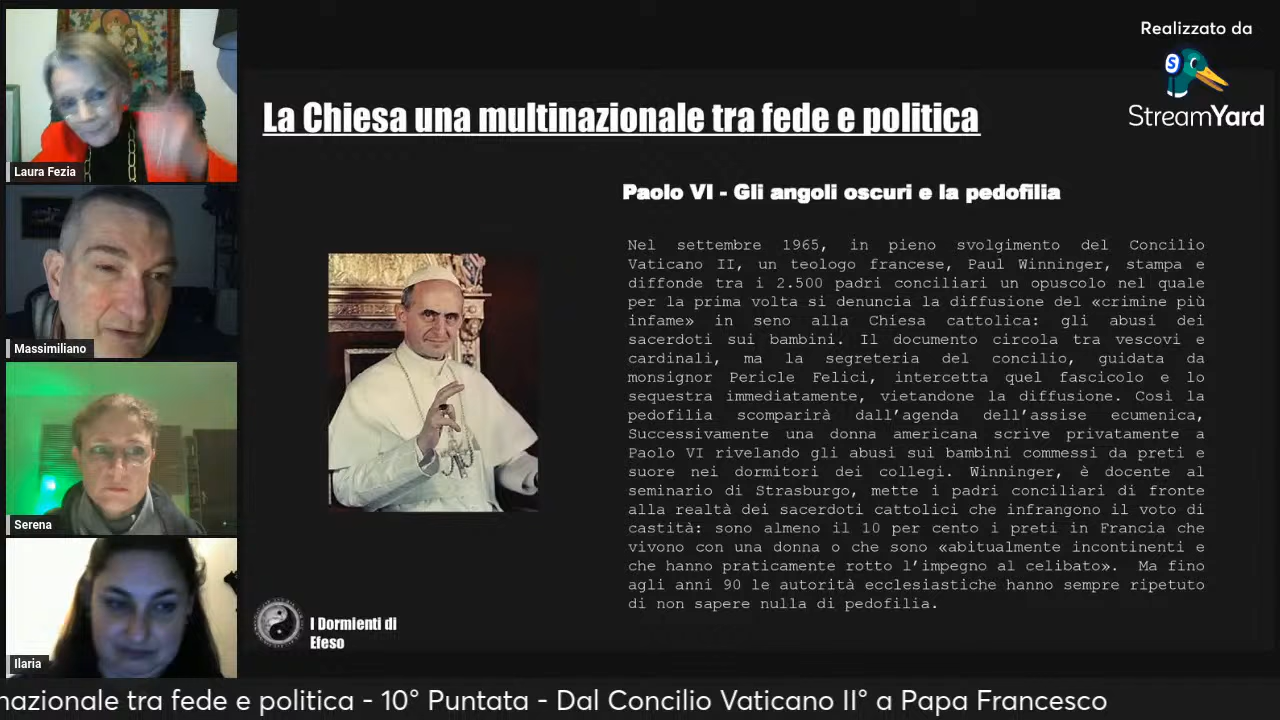 Realizzato da
StreamYard
La Chiesa una multinazionale tra fede e politica
Laura Fezia
Massimiliano
Serena
Ilaria
Paolo VI - Gli angoli oscuri e la pedofilia
Nel settembre 1965, in pieno svolgimento del Concilio
Vaticano II, un teologo francese, Paul Winninger, stampa e
diffonde tra i 2.500 padri conciliari un opuscolo nel quale
per la prima volta si denuncia la diffusione del «crimine più
infame» in seno alla Chiesa cattolica: gli abusi dei
sacerdoti sui bambini. Il documento circola tra vescovi e
cardinali, ma la segreteria del concilio, guidata da
monsignor Pericle Felici, intercetta quel fascicolo e lo
sequestra immediatamente, vietandone la diffusione. Così la
pedofilia scomparirà dall'agenda dell'assise ecumenica,
Successivamente una donna americana scrive privatamente a
Paolo VI rivelando gli abusi sui bambini commessi da preti e
suore nei dormitori dei collegi. Winninger, è docente al
seminario di Strasburgo, mette i padri conciliari di fronte
alla realtà dei sacerdoti cattolici che infrangono il voto di
castità: sono almeno il 10 per cento i preti in Francia che
vivono con una donna o che sono «abitualmente incontinenti e
che hanno praticamente rotto l'impegno al celibato». Ma fino
agli anni 90 le autorità ecclesiastiche hanno sempre ripetuto
di non sapere nulla di pedofilia.
I Dormienti di
Efeso
nazionale tra fede e politica - 10° Puntata - Dal Concilio Vaticano II° a Papa Francesco